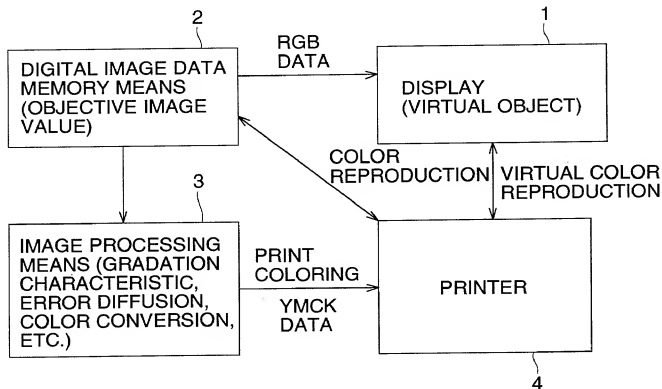 2
DIGITAL IMAGE DATA
MEMORY MEANS
(OBJECTIVE IMAGE
VALUE)
RGB
DATA
1
DISPLAY
(VIRTUAL OBJECT)
COLOR
REPRODUCTION
VIRTUAL COLOR
REPRODUCTION
3
IMAGE PROCESSING
MEANS (GRADATION
CHARACTERISTIC,
ERROR DIFFUSION,
COLOR CONVERSION,
ETC.)
PRINT
COLORING
YMCK
DATA
PRINTER
4